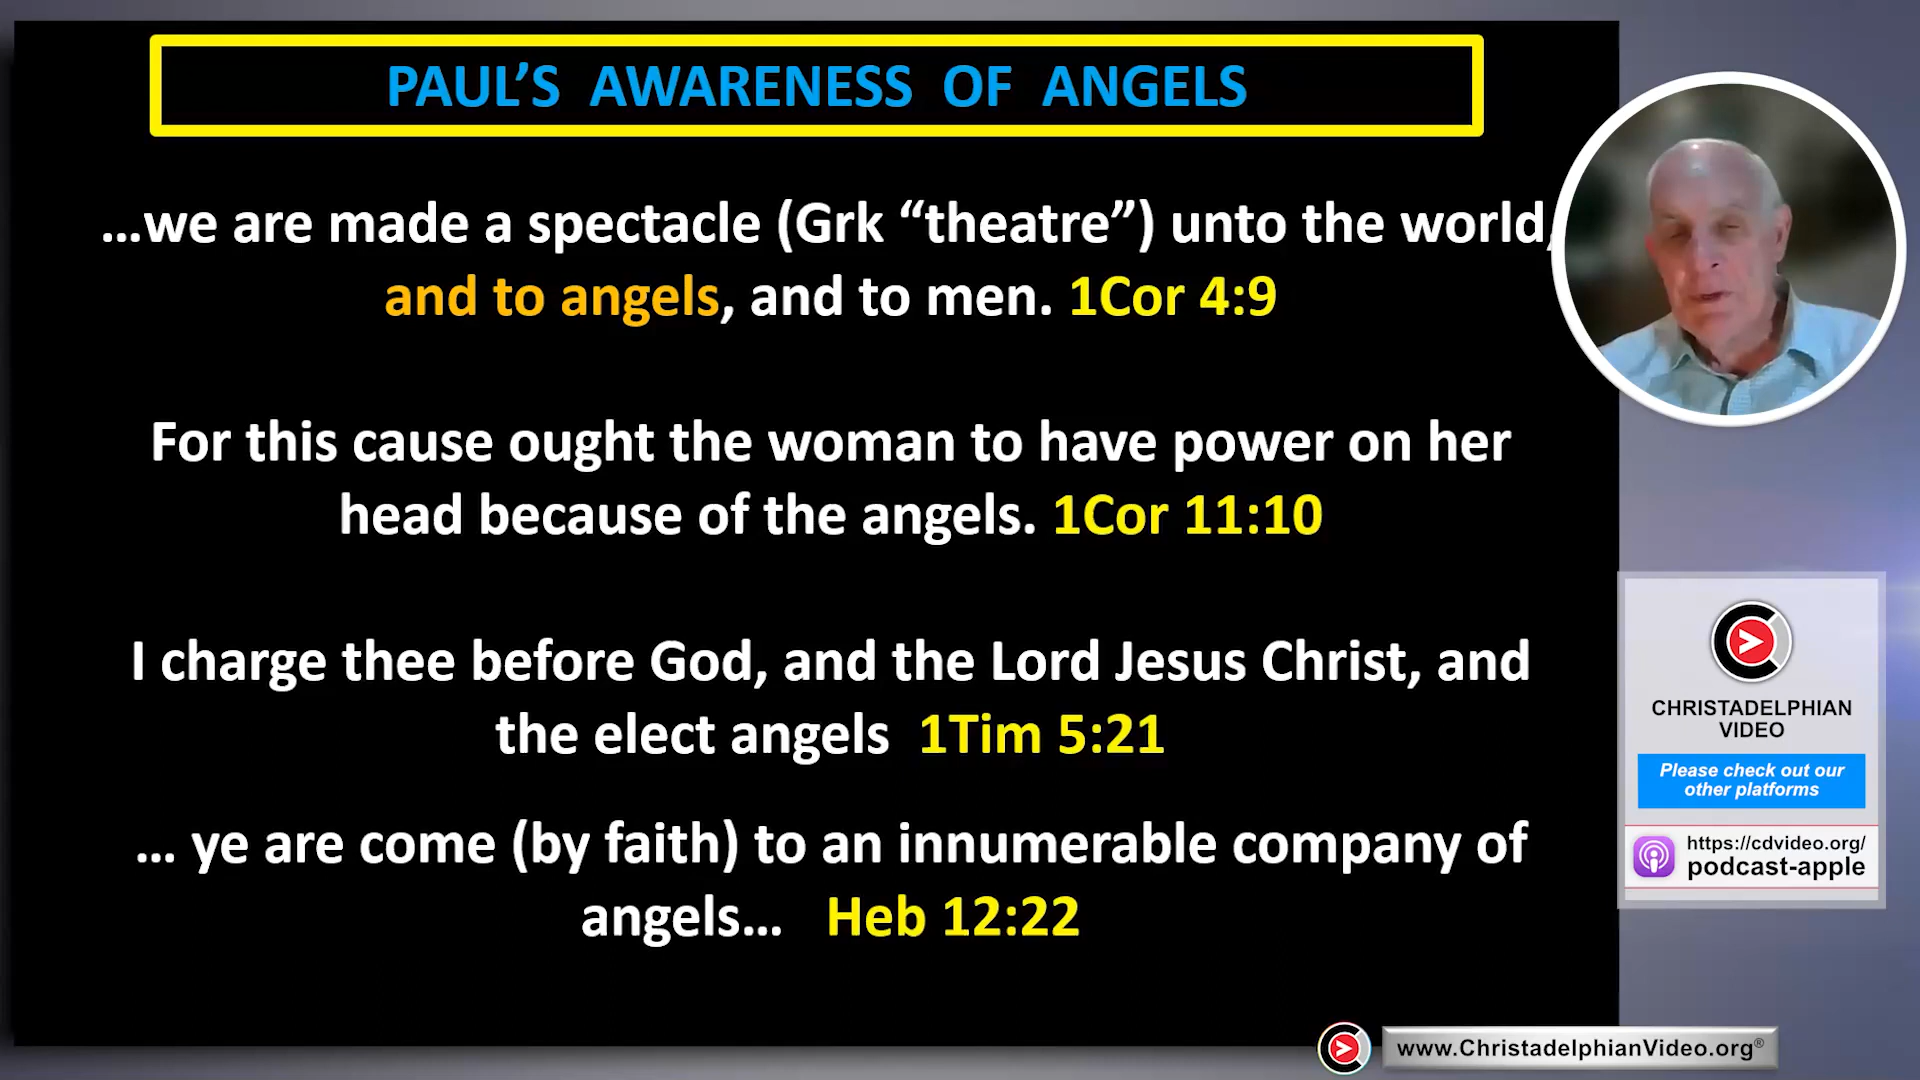 PAUL’S AWARENESS OF ANGELS
…we are made a spectacle (Grk “theatre”) unto the world,
and to angels, and to men. 1Cor 4:9
For this cause ought the woman to have power on her
head because of the angels. 1Cor 11:10
I charge thee before God, and the Lord Jesus Christ, and
the elect angels 1Tim 5:21
… ye are come (by faith) to an innumerable company of
angels… Heb 12:22
CHRISTADELPHIAN
VIDEO
Please check out our
other platforms
https://cdvideo.org/
podcast-apple
www.ChristadelphianVideo.org®